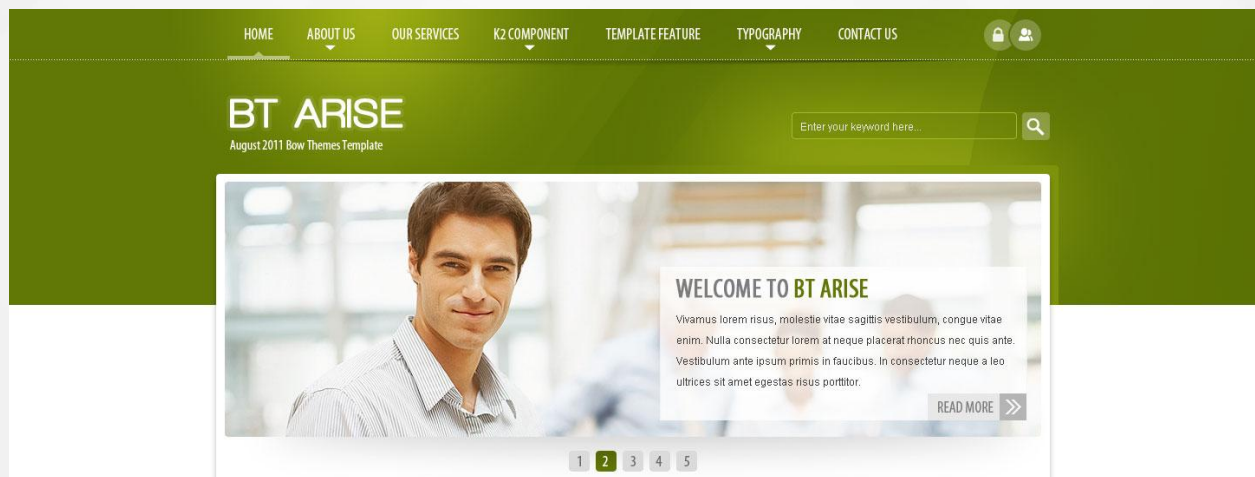 HOME ABOUT US OUR SERVICES K2 COMPONENT TEMPLATE FEATURE TYPOGRAPHY CONTACT US
BT ARISE
August 2011 Bow Themes Template
Enter your keyword here...
WELCOME TO BT ARISE
Vivamus lorem risus, molestie vitae sagittis vestibulum, congue vitae
enim. Nulla consectetur lorem at neque placerat rhoncus nec quis ante.
Vestibulum ante ipsum primis in faucibus. In consectetur neque a leo
ultrices sit amet egestas risus porttitor.
READ MORE
1 2 3 4 5